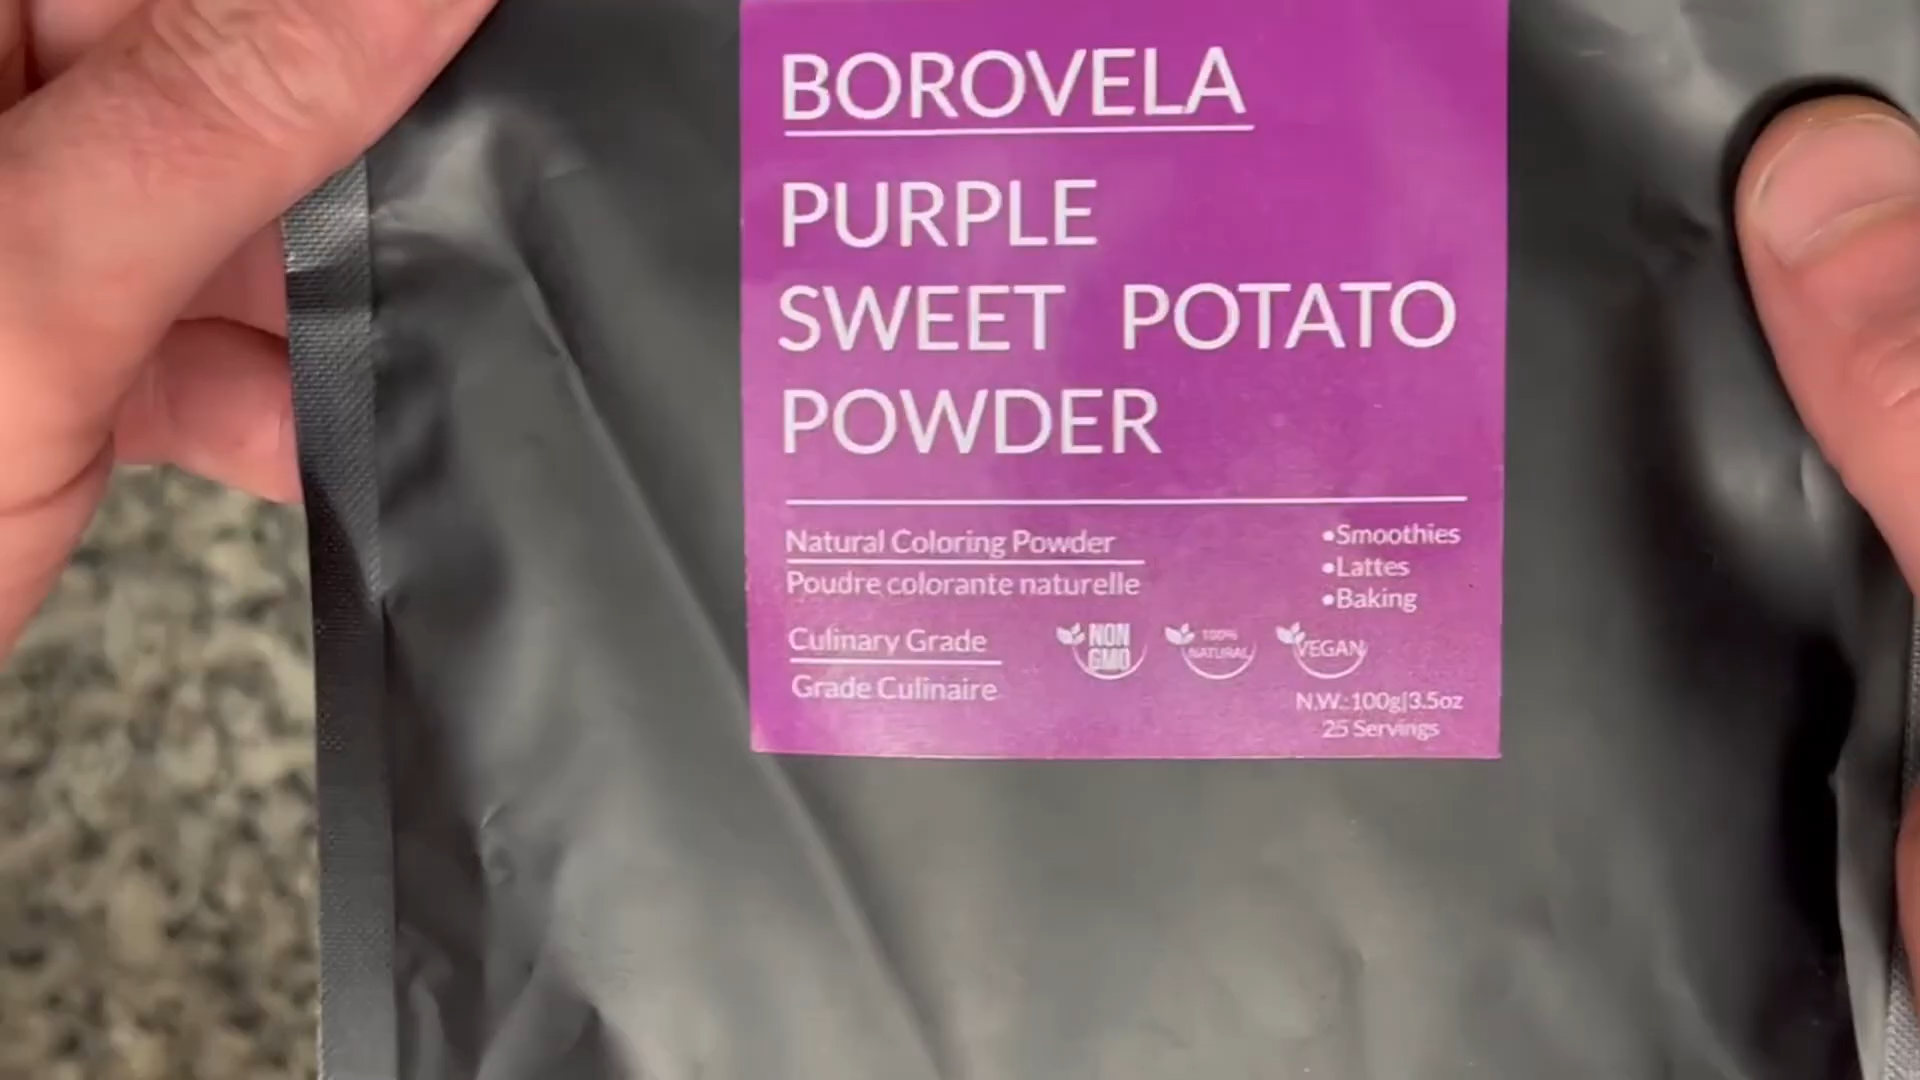 BOROVELA
PURPLE
SWEET POTATO
POWDER
Natural Coloring Powder
Poudre colorante naturelle
•Smoothies
•Lattes
•Baking
Culinary Grade
Grade Culinaire
NON
GMO
100%
NATURAL
VEGAN
N.W.:100g|3.5oz
25 Servings